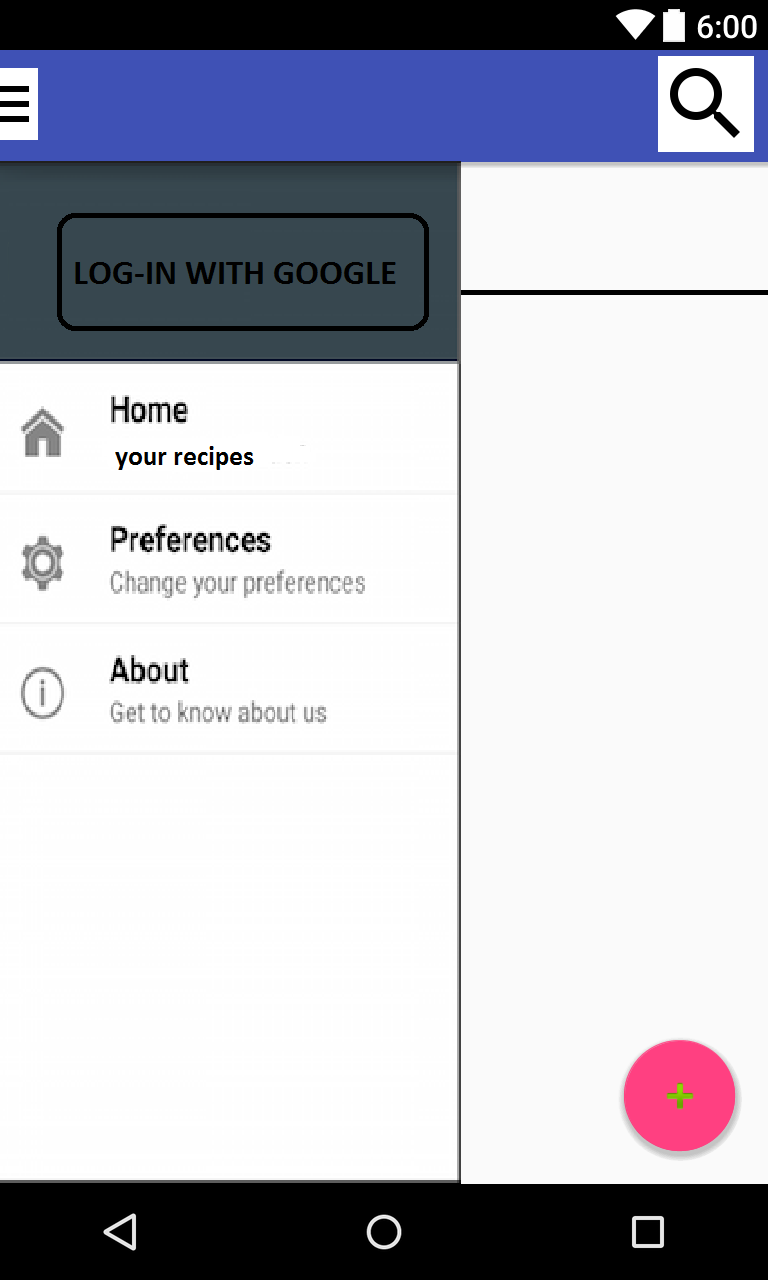 6:00
LOG-IN WITH GOOGLE
Home
your recipes
Preferences
Change your preferences
About
Get to know about us